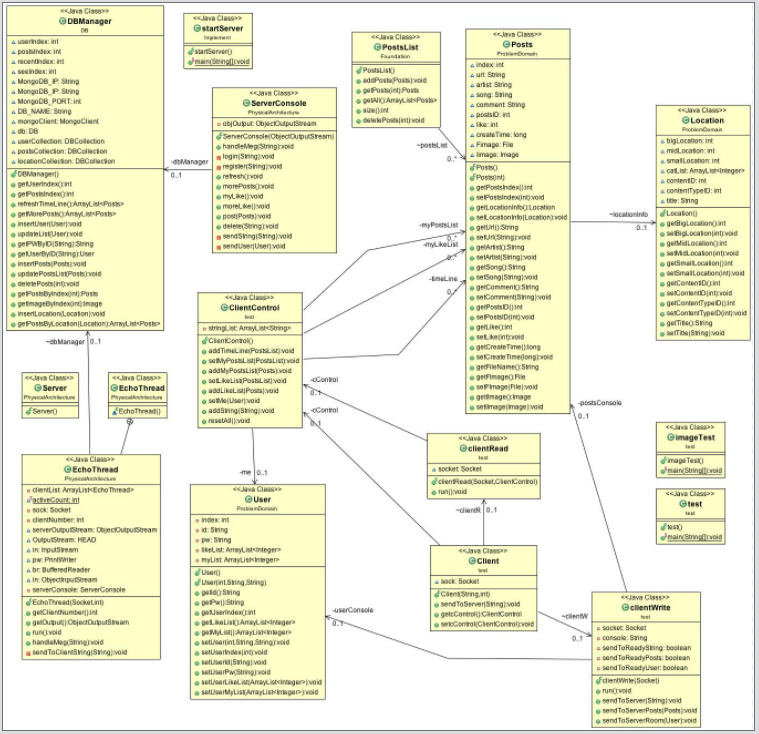 <<Java Class>>
DBManager
DB
userIndex: int
postsIndex: int
recentIndex: int
seeIndex: int
MongoDB_IP: String
MongoDB_IP: String
MongoDB_PORT: int
DB_NAME: String
mongoClient: MongoClient
db: DB
userCollection: DBCollection
postsCollection: DBCollection
locationCollection: DBCollection
DBManager()
getUserIndex():int
getPostsIndex():int
refreshTimeLine():ArrayList<Posts>
getMorePosts():ArrayList<Posts>
insertUser(User):void
updateList(User):void
getPWByID(String):String
getUserByID(String):User
insertPosts(Posts):void
updatePostsList(Posts):void
deletePosts(int):void
getPostsByIndex(int):Posts
getImageByIndex(int):Image
insertLocation(Location):void
getPostsByLocation(Location):ArrayList<Posts>
<<Java Class>>
startServer
Implement
startServer()
main(String[]):void
<<Java Class>>
ServerConsole
PhysicalArchitecture
objOutput: ObjectOutputStream
ServerConsole(ObjectOutputStream)
handleMeg(String):void
login(String):void
register(String):void
refresh():void
morePosts():void
myLike():void
moreLike():void
post(Posts):void
delete(String):void
sendString(String):void
sendUser(User):void
-dbManager
0..1
<<Java Class>>
PostsList
Foundation
PostsList()
addPosts(Posts):void
getPosts(int):Posts
getAll():ArrayList<Posts>
size():int
deletePosts(int):void
~postsList
0..*
<<Java Class>>
Posts
ProblemDomain
index: int
url: String
artist: String
song: String
comment: String
postsID: int
like: int
createTime: long
Fimage: File
Iimage: Image
Posts()
Posts(int)
getPostsIndex():int
setPostsIndex(int):void
getLocationInfo():Location
setLocationInfo(Location):void
getUrl():String
setUrl(String):void
getArtist():String
setArtist(String):void
getSong():String
setSong(String):void
getComment():String
setComment(String):void
getPostsID():int
setPostsID(int):void
getLike():int
setLike(int):void
getCreateTime():long
setCreateTime(long):void
getFileName():String
getFImage():File
setFImage(File):void
getIImage():Image
setIImage(Image):void
<<Java Class>>
Location
ProblemDomain
bigLocation: int
midLocation: int
smallLocation: int
catList: ArrayList<Integer>
contentID: int
contentTypeID: int
title: String
Location()
getBigLocation():int
setBigLocation(int):void
getMidLocation():int
setMidLocation(int):void
getSmallLocation():int
setSmallLocation(int):void
getContentID():int
setContentID(int):void
getContentTypeID():int
setContentTypeID(int):void
getTitle():String
setTitle(String):void
~locationInfo
0..1
-myPostsList
0..*
-myLikeList
0..*
-timeLine
0..*
<<Java Class>>
ClientControl
test
stringList: ArrayList<String>
ClientControl()
addTimeLine(PostsList):void
setMyPostsList(PostsList):void
addMyPostsList(Posts):void
setLikeList(PostsList):void
addLikeList(Posts):void
setMe(User):void
addString(String):void
resetAll():void
~dbManager
0..1
<<Java Class>>
Server
PhysicalArchitecture
Server()
<<Java Class>>
EchoThread
PhysicalArchitecture
EchoThread()
<<Java Class>>
EchoThread
PhysicalArchitecture
clientList: ArrayList<EchoThread>
activeCount: int
sock: Socket
clientNumber: int
serverOutputStream: ObjectOutputStream
OutputStream: HEAD
in: InputStream
pw: PrintWriter
br: BufferedReader
in: ObjectInputStream
serverConsole: ServerConsole
EchoThread(Socket,int)
getClientNumber():int
getOutput():ObjectOutputStream
run():void
handleMeg(String):void
sendToClientString(String):void
-me
0..1
<<Java Class>>
User
ProblemDomain
index: int
id: String
pw: String
likeList: ArrayList<Integer>
myList: ArrayList<Integer>
User()
User(int,String,String)
getId():String
getPw():String
getUserIndex():int
getLikeList():ArrayList<Integer>
getMyList():ArrayList<Integer>
setUser(int,String,String):void
setUserIndex(int):void
setUserId(String):void
setUserPw(String):void
setUserLikeList(ArrayList<Integer>):void
setUserMyList(ArrayList<Integer>):void
-cControl
0..1
-cControl
0..1
<<Java Class>>
clientRead
test
socket: Socket
clientRead(Socket,ClientControl)
run():void
~clientR
0..1
<<Java Class>>
Client
test
sock: Socket
Client(String,int)
sendToServer(String):void
getcControl():ClientControl
setControl(ClientControl):void
-userConsole
0..1
~clientW
0..1
-postsConsole
0..1
<<Java Class>>
imageTest
test
imageTest()
main(String[]):void
<<Java Class>>
test
test
test()
main(String[]):void
<<Java Class>>
clientWrite
test
socket: Socket
console: String
sendToReadyString: boolean
sendToReadyPosts: boolean
sendToReadyUser: boolean
clientWrite(Socket)
run():void
sendToServer(String):void
sendToServerPosts(Posts):void
sendToServerRoom(User):void